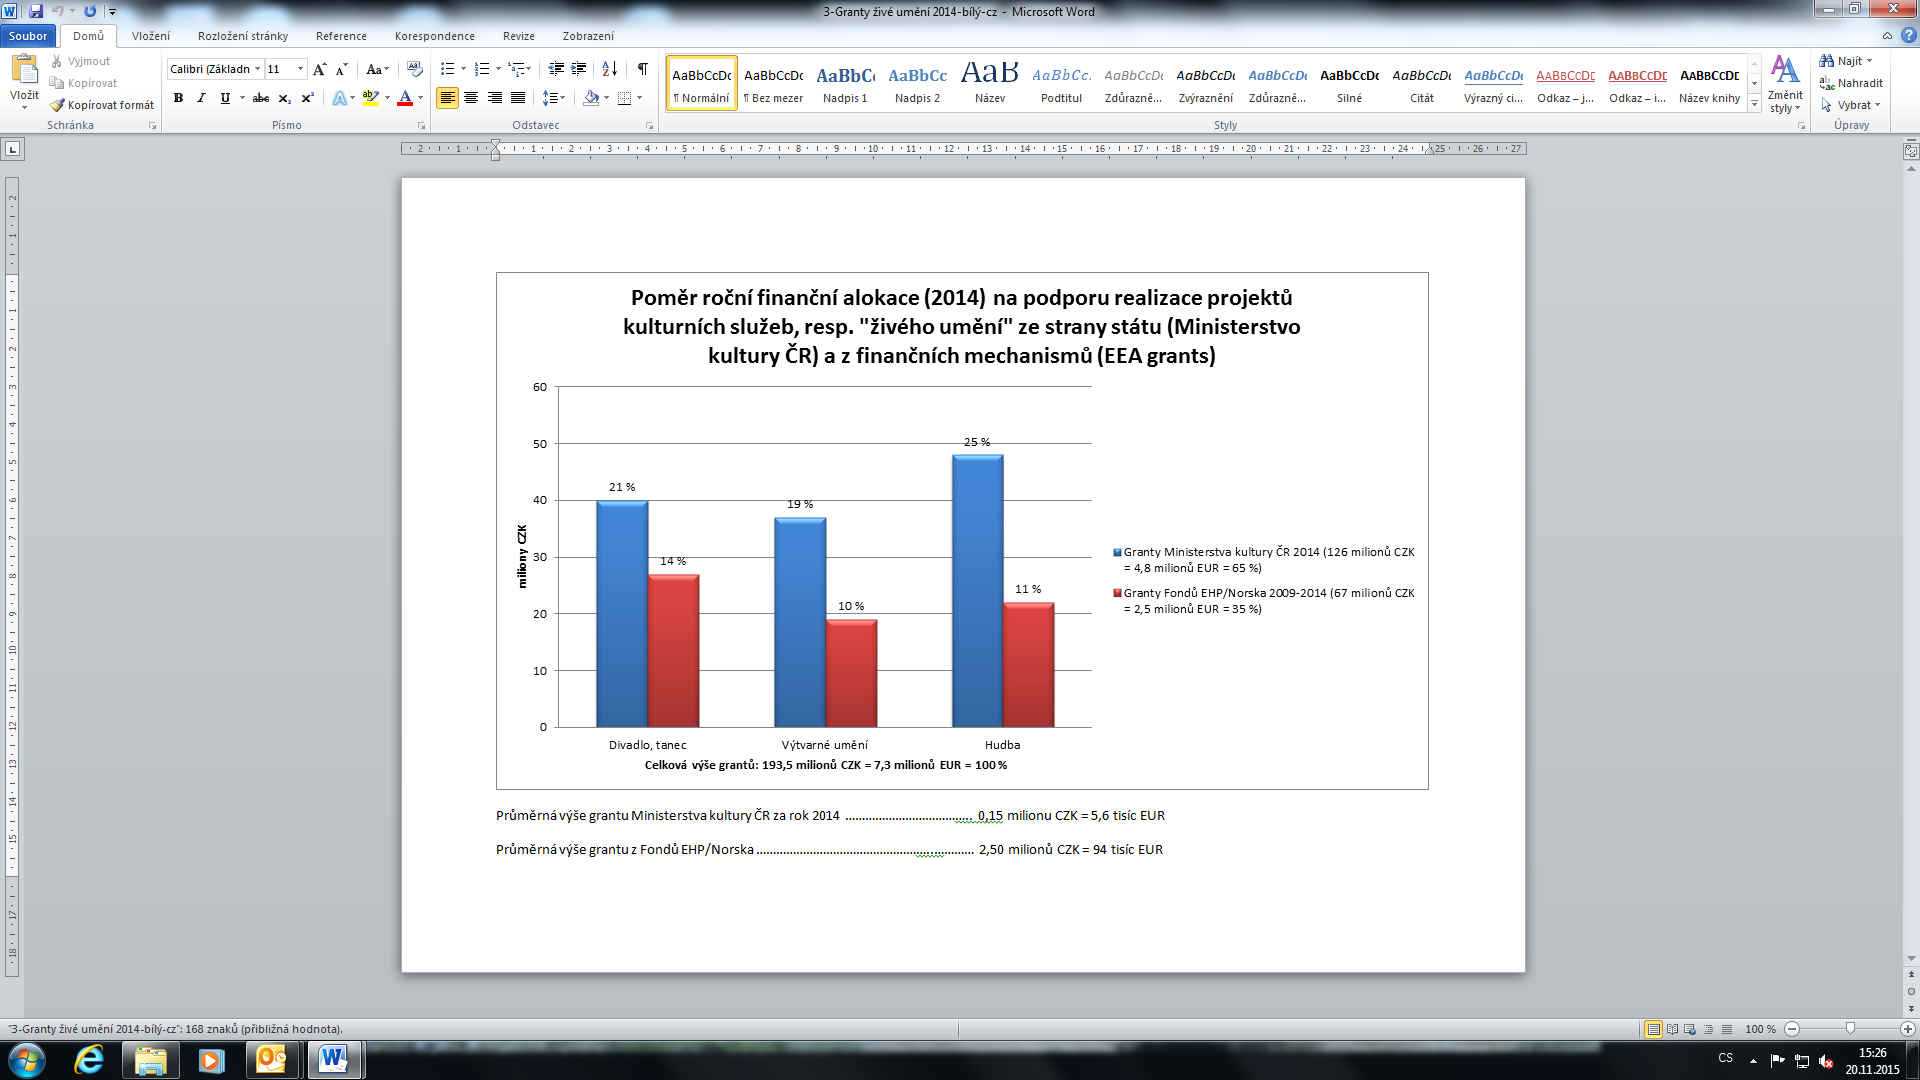 3-Granty živé umění 2014-bílý-cz - Microsoft Word
Soubor Domů Vložení Rozložení stránky Reference Korespondence Revize Zobrazení
Vložit
Vyjmout
Kopírovat
Kopírovat formát
Schránka
Calibri (Základn 11
Písmo
Odstavec
AaBbCcDc AaBbCcDc AaBbC AaBbCc AaB AaBbCc. AaBbCcDc AaBbCcDc AaBbCcDc AaBbCcDc AaBbCcDc AaBbCcDc AABBCCDE AABBCCDE AABBCCDE
¶ Normální ¶ Bez mezer Nadpis 1 Nadpis 2 Název Podtitul Zdůrazně... Zvýraznění Zdůrazně... Silné Citát Výrazný ci... Odkaz – j... Odkaz – i... Název knihy
Styly
Změnit
styly
Najít
Nahradit
Vybrat
Úpravy
Poměr roční finanční alokace (2014) na podporu realizace projektů
kulturních služeb, resp. "živého umění" ze strany státu (Ministerstvo
kultury ČR) a z finančních mechanismů (EEA grants)
miliony CZK
60
50
40
30
20
10
0
21 %
14 %
19 %
10 %
25 %
11 %
Divadlo, tanec Výtvarné umění Hudba
Celková výše grantů: 193,5 milionů CZK = 7,3 milionů EUR = 100 %
Granty Ministerstva kultury ČR 2014 (126 milionů CZK
= 4,8 milionů EUR = 65 %)
Granty Fondů EHP/Norska 2009-2014 (67 milionů CZK
= 2,5 milionů EUR = 35 %)
Průměrná výše grantu Ministerstva kultury ČR za rok 2014 ...................................... 0,15 milionu CZK = 5,6 tisíc EUR
Průměrná výše grantu z Fondů EHP/Norska ................................................................. 2,50 milionů CZK = 94 tisíc EUR
"3-Granty živé umění 2014-bílý-cz": 168 znaků (přibližná hodnota).
100 %
CS
15:26
20.11.2015